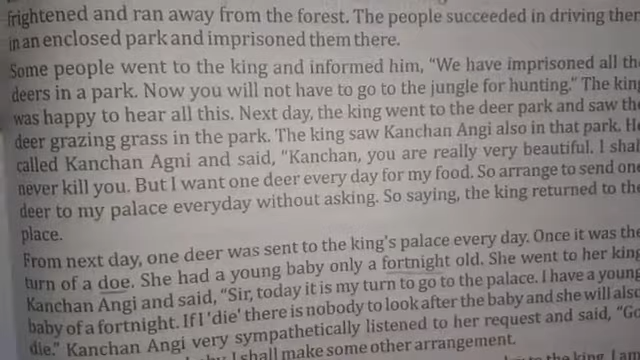 frightened and ran away from the forest. The people succeeded in driving them
in an enclosed park and imprisoned them there.
Some people went to the king and informed him, "We have imprisoned all the
deers in a park. Now you will not have to go to the jungle for hunting." The king
was happy to hear all this. Next day, the king went to the deer park and saw the
deer grazing grass in the park. The king saw Kanchan Angi also in that park. He
called Kanchan Agni and said, "Kanchan, you are really very beautiful. I shal
never kill you. But I want one deer every day for my food. So arrange to send one
deer to my palace everyday without asking. So saying, the king returned to the
place.
From next day, one deer was sent to the king's palace every day. Once it was the
turn of a doe. She had a young baby only a fortnight old. She went to her king
Kanchan Angi and said, "Sir, today it is my turn to go to the palace. I have a young
baby of a fortnight. If I 'die' there is nobody to look after the baby and she will also
die." Kanchan Angi very sympathetically listened to her request and said, "Go
I shall make some other arrangement.
to the king. I am